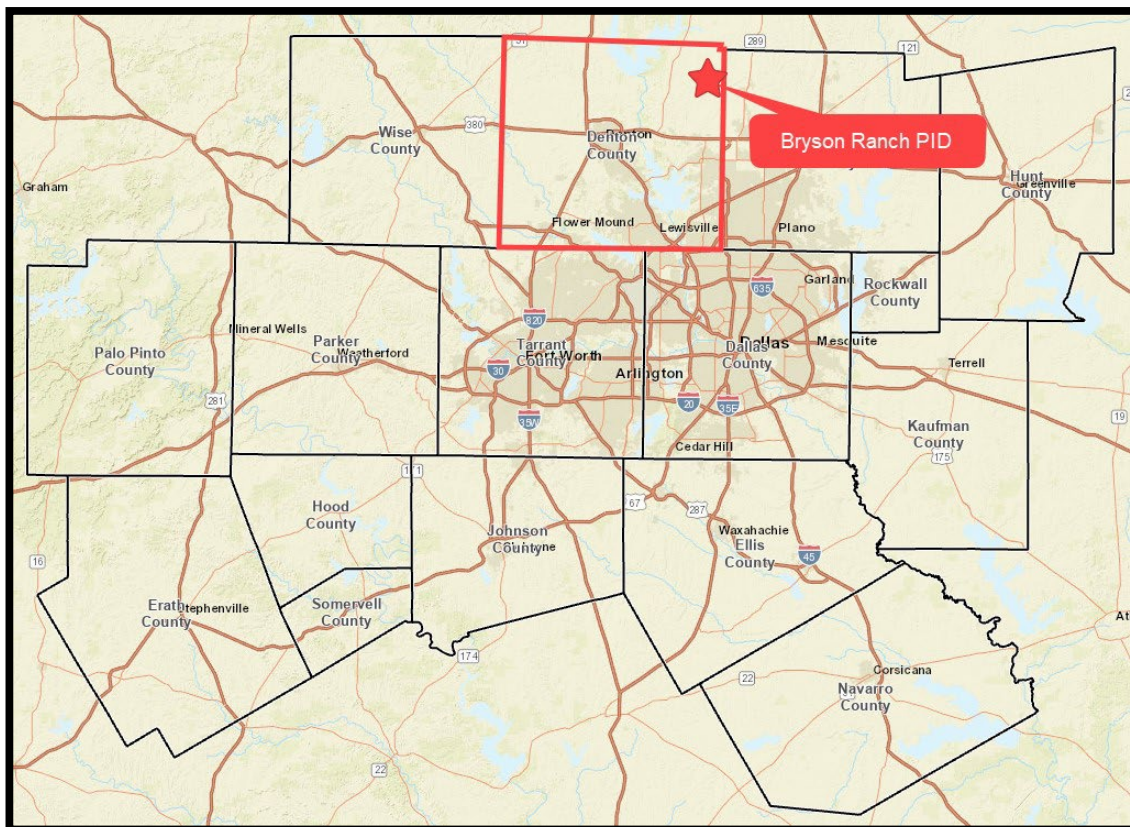 289
121
380
Wise
County
Denton
County
Bryson Ranch PID
Graham
Hunt
County
Greenville
Flower Mound
Lewisville
Plano
Garland
Rockwall
County
635
820
Mineral Wells
Palo Pinto
County
Parker
County
Weatherford
Tarrant
County
Fort Worth
30
Arlington
Dallas
Dallas
County
Mesquite
Terrell
281
20
35E
35W
19
Cedar Hill
Kaufman
County
175
171
Hood
County
67
287
Johnson
County
Waxahachie
Ellis
County
45
16
Erath
County
Stephenville
Somervell
County
174
22
Corsicana
Navarro
County
22